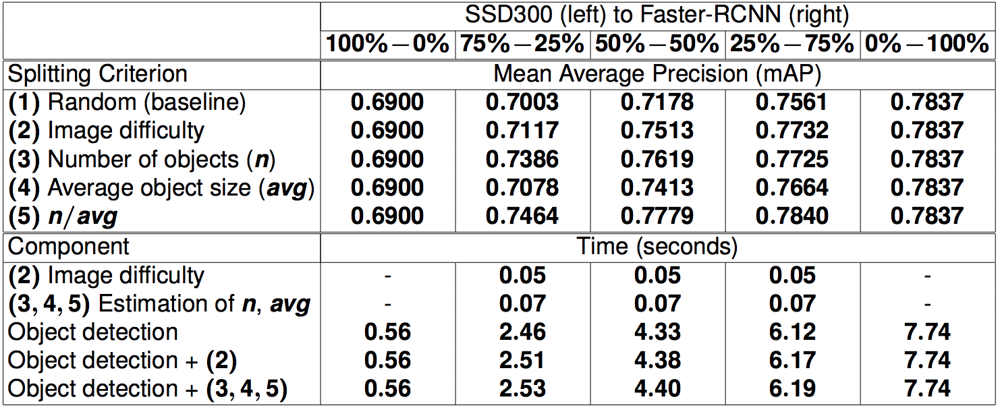 SSD300 (left) to Faster-RCNN (right)
100%−0% 75%−25% 50%−50% 25%−75% 0%−100%
Splitting Criterion Mean Average Precision (mAP)
(1) Random (baseline) 0.6900 0.7003 0.7178 0.7561 0.7837
(2) Image difficulty 0.6900 0.7117 0.7513 0.7732 0.7837
(3) Number of objects (n) 0.6900 0.7386 0.7619 0.7725 0.7837
(4) Average object size (avg) 0.6900 0.7078 0.7413 0.7664 0.7837
(5) n/avg 0.6900 0.7464 0.7779 0.7840 0.7837
Component Time (seconds)
(2) Image difficulty - 0.05 0.05 0.05 -
(3, 4, 5) Estimation of n, avg - 0.07 0.07 0.07 -
Object detection 0.56 2.46 4.33 6.12 7.74
Object detection + (2) 0.56 2.51 4.38 6.17 7.74
Object detection + (3, 4, 5) 0.56 2.53 4.40 6.19 7.74